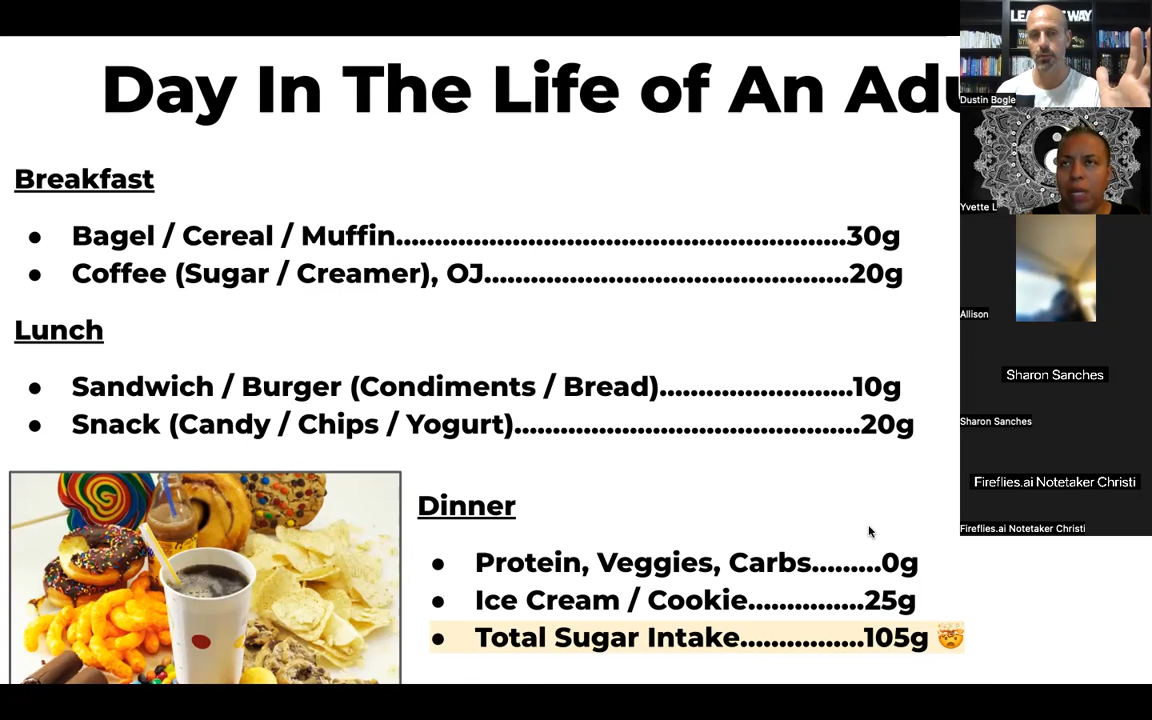 Day In The Life of An Adu
Breakfast
● Bagel / Cereal / Muffin..........................................................30g
● Coffee (Sugar / Creamer), OJ...............................................20g
Lunch
● Sandwich / Burger (Condiments / Bread).........................10g
● Snack (Candy / Chips / Yogurt)............................................20g
Dinner
● Protein, Veggies, Carbs.........0g
● Ice Cream / Cookie...............25g
● Total Sugar Intake................105g 🤯
Dustin Bogle
Yvette L
Allison
Sharon Sanches
Sharon Sanches
Fireflies.ai Notetaker Christi
Fireflies.ai Notetaker Christi